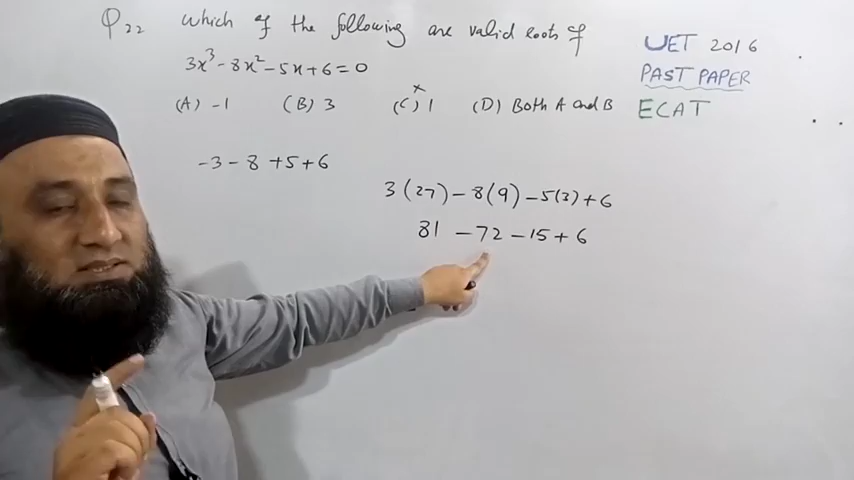 Q22 which of the following are valid roots of
3x³ - 8x² - 5x + 6 = 0
(A) -1 (B) 3 (C) 1 (D) Both A and B
x
UET 2016
PAST PAPER
ECAT
-3 - 8 + 5 + 6
3(27) - 8(9) - 5(3) + 6
81 - 72 - 15 + 6